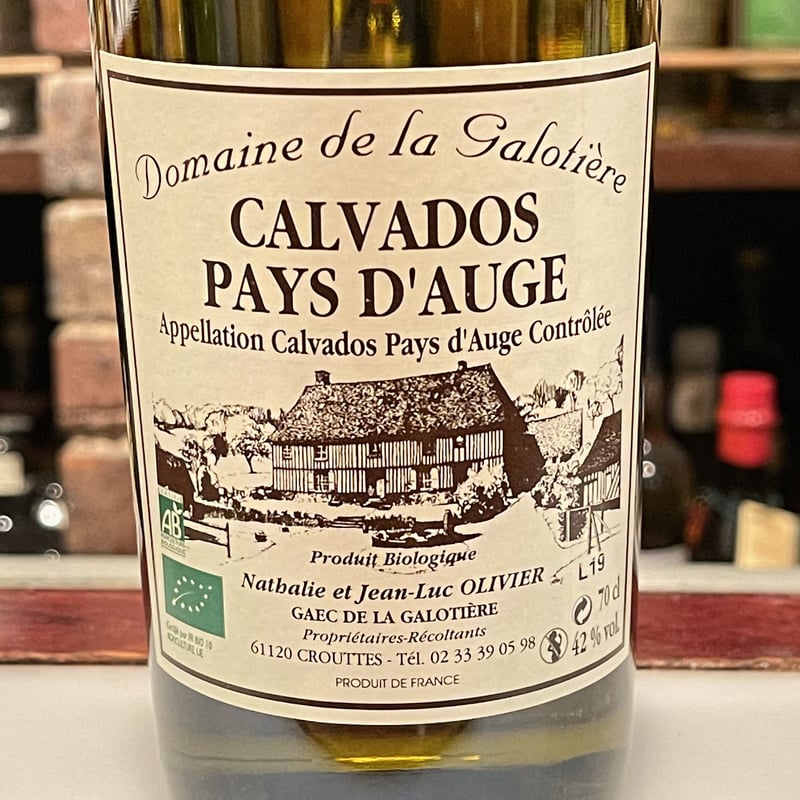 Domaine de la Galotière
CALVADOS
PAYS D'AUGE
Appellation Calvados Pays d'Auge Contrôlée
AB
Produit Biologique
Nathalie et Jean-Luc OLIVIER
L19
GAEC DE LA GALOTIÈRE
Propriétaires-Récoltants
61120 CROUTTES - Tél. 02 33 39 05 98
70 cl
42 % vol.
PRODUIT DE FRANCE